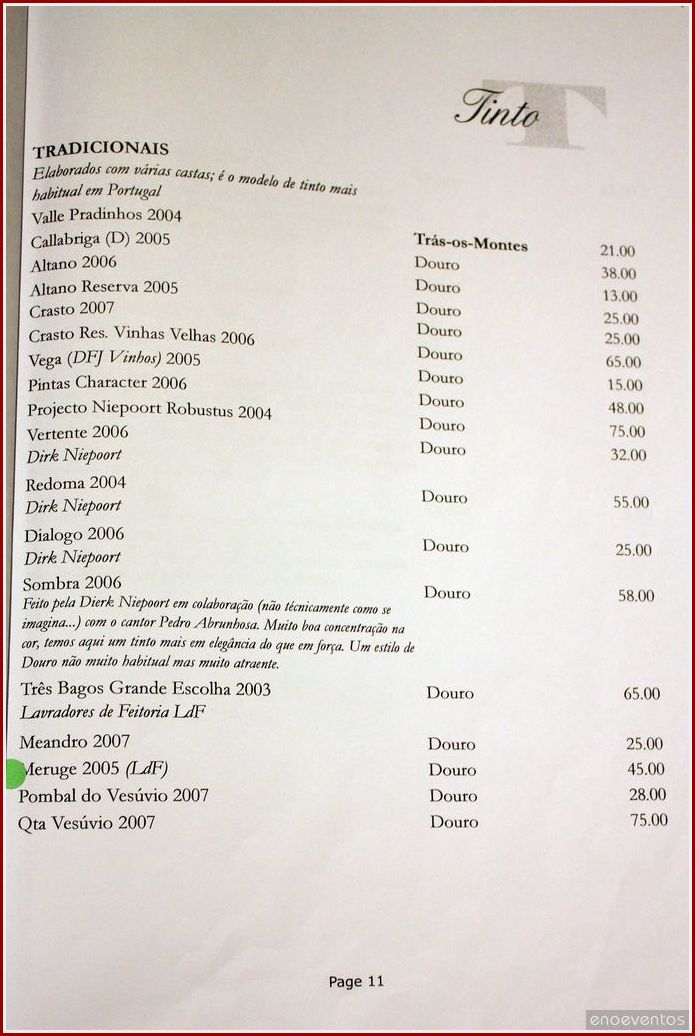 Tinto
T
TRADICIONAIS
Elaborados com várias castas; é o modelo de tinto mais
habitual em Portugal
Valle Pradinhos 2004 Trás-os-Montes 21.00
Callabriga (D) 2005 Douro 38.00
Altano 2006 Douro 13.00
Altano Reserva 2005 Douro 25.00
Crasto 2007 Douro 25.00
Crasto Res. Vinhas Velhas 2006 Douro 65.00
Vega (DFJ Vinhos) 2005 Douro 15.00
Pintas Character 2006 Douro 48.00
Projecto Niepoort Robustus 2004 Douro 75.00
Vertente 2006 Douro 32.00
Dirk Niepoort
Redoma 2004 Douro 55.00
Dirk Niepoort
Dialogo 2006 Douro 25.00
Dirk Niepoort
Sombra 2006 Douro 58.00
Feito pela Dierk Niepoort em colaboração (não técnicamente como se
imagina...) com o cantor Pedro Abrunhosa. Muito boa concentração na
cor, temos aqui um tinto mais em elegância do que em força. Um estilo de
Douro não muito habitual mas muito atraente.
Três Bagos Grande Escolha 2003 Douro 65.00
Lavradores de Feitoria LdF
Meandro 2007 Douro 25.00
Meruge 2005 (LdF) Douro 45.00
Pombal do Vesúvio 2007 Douro 28.00
Qta Vesúvio 2007 Douro 75.00
Page 11
enoeventos